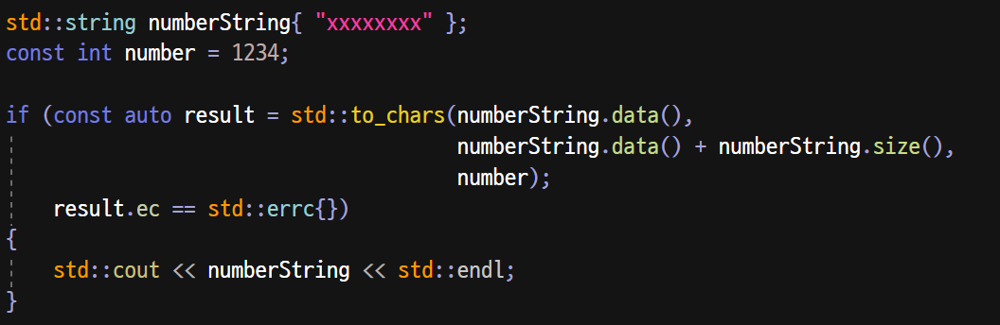 std::string numberString{ "xxxxxxxx" };
const int number = 1234;

if (const auto result = std::to_chars(numberString.data(),
                                      numberString.data() + numberString.size(),
                                      number);
    result.ec == std::errc{})
{
    std::cout << numberString << std::endl;
}